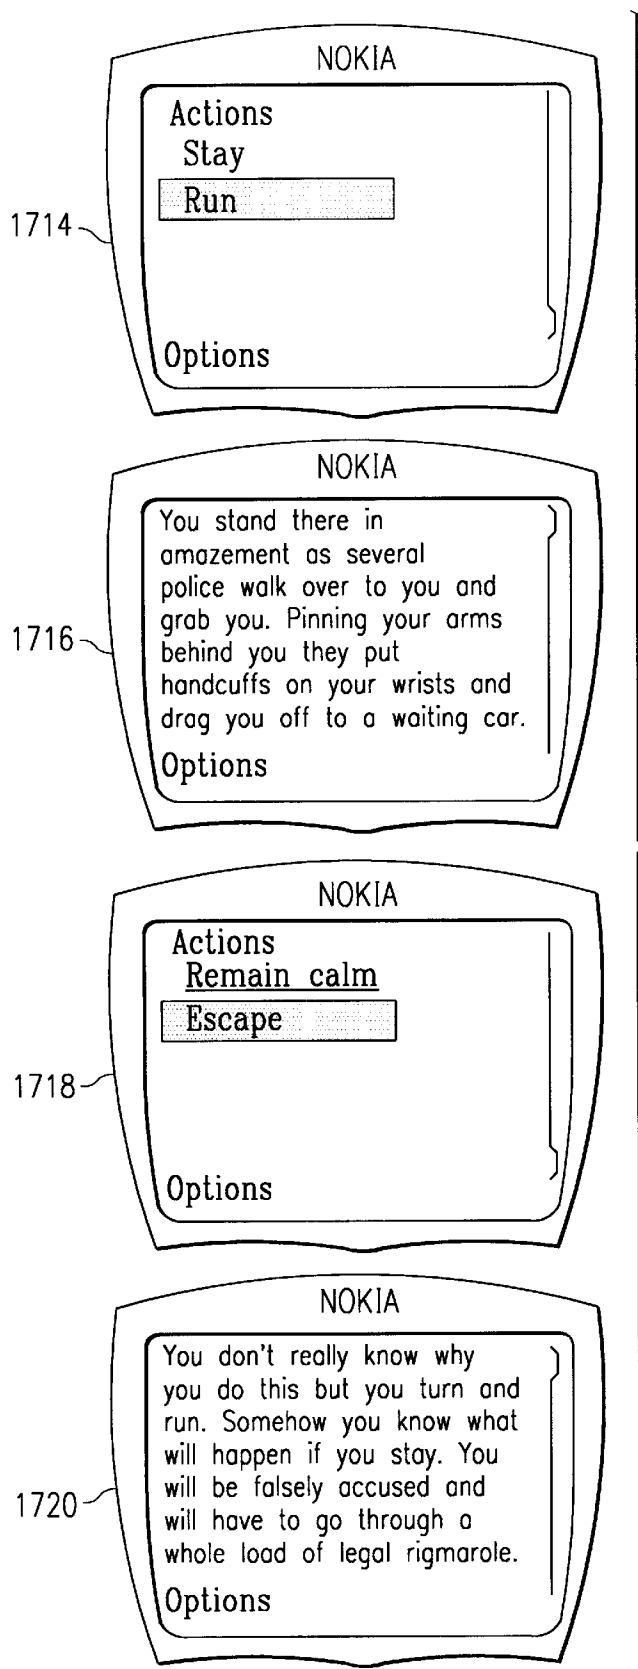 NOKIA
Actions
Stay
Run
1714
Options
NOKIA
You stand there in
amazement as several
police walk over to you and
grab you. Pinning your arms
1716
behind you they put
handcuffs on your wrists and
drag you off to a waiting car.
Options
NOKIA
Actions
Remain calm
Escape
1718
Options
NOKIA
You don't really know why
you do this but you turn and
run. Somehow you know what
will happen if you stay. You
will be falsely accused and
1720
will have to go through a
whole load of legal rigmarole.
Options